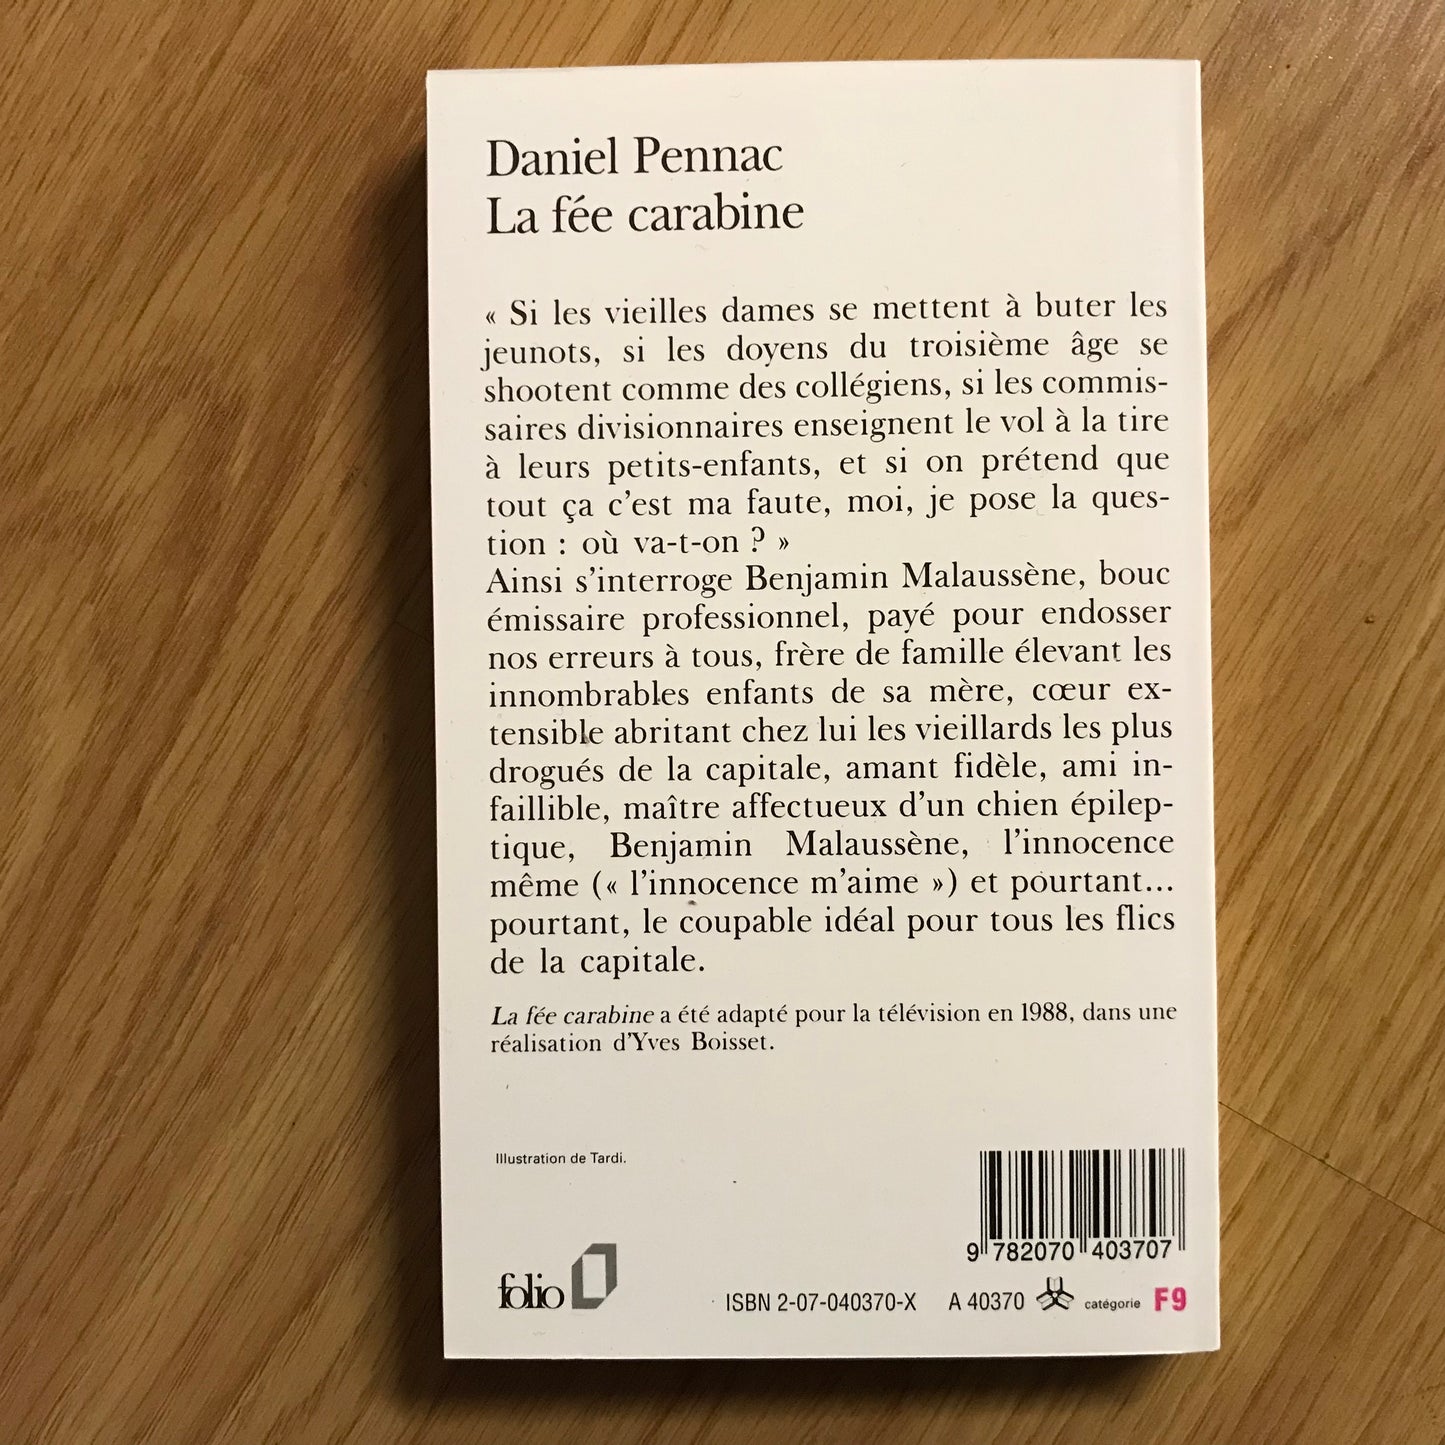 Daniel Pennac
La fée carabine
« Si les vieilles dames se mettent à buter les
jeunots, si les doyens du troisième âge se
shootent comme des collégiens, si les commis-
saires divisionnaires enseignent le vol à la tire
à leurs petits-enfants, et si on prétend que
tout ça c'est ma faute, moi, je pose la ques-
tion : où va-t-on ? »
Ainsi s'interroge Benjamin Malaussène, bouc
émissaire professionnel, payé pour endosser
nos erreurs à tous, frère de famille élevant les
innombrables enfants de sa mère, cœur ex-
tensible abritant chez lui les vieillards les plus
drogués de la capitale, amant fidèle, ami in-
faillible, maître affectueux d'un chien épilep-
tique, Benjamin Malaussène, l'innocence
même (« l'innocence m'aime ») et pourtant...
pourtant, le coupable idéal pour tous les flics
de la capitale.
La fée carabine a été adapté pour la télévision en 1988, dans une
réalisation d'Yves Boisset.
Illustration de Tardi.
9 782070 403707
folio
ISBN 2-07-040370-X A 40370 catégorie F9